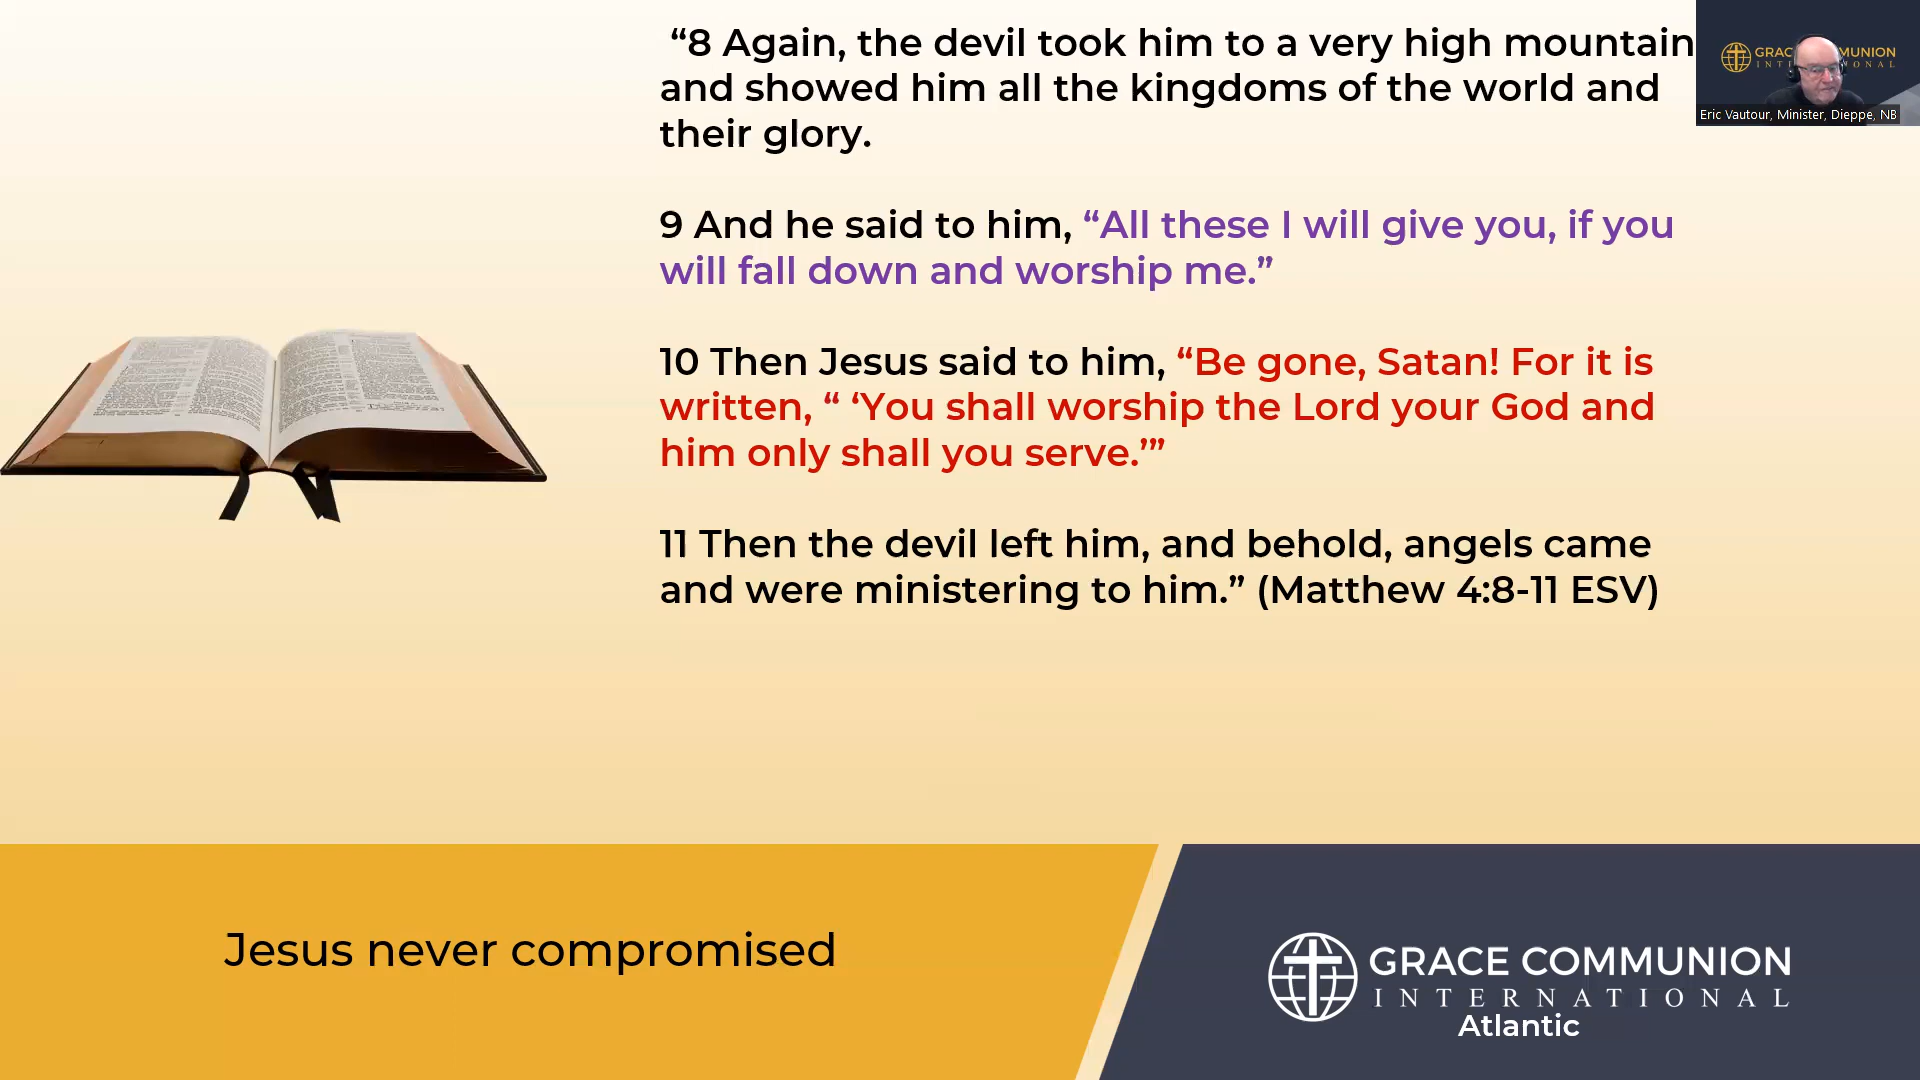 “8 Again, the devil took him to a very high mountain
and showed him all the kingdoms of the world and
their glory.
9 And he said to him, “All these I will give you, if you
will fall down and worship me.”
10 Then Jesus said to him, “Be gone, Satan! For it is
written, “ ‘You shall worship the Lord your God and
him only shall you serve.’”
11 Then the devil left him, and behold, angels came
and were ministering to him.” (Matthew 4:8-11 ESV)
Eric Vautour, Minister, Dieppe, NB
Jesus never compromised
GRACE COMMUNION
INTERNATIONAL
Atlantic